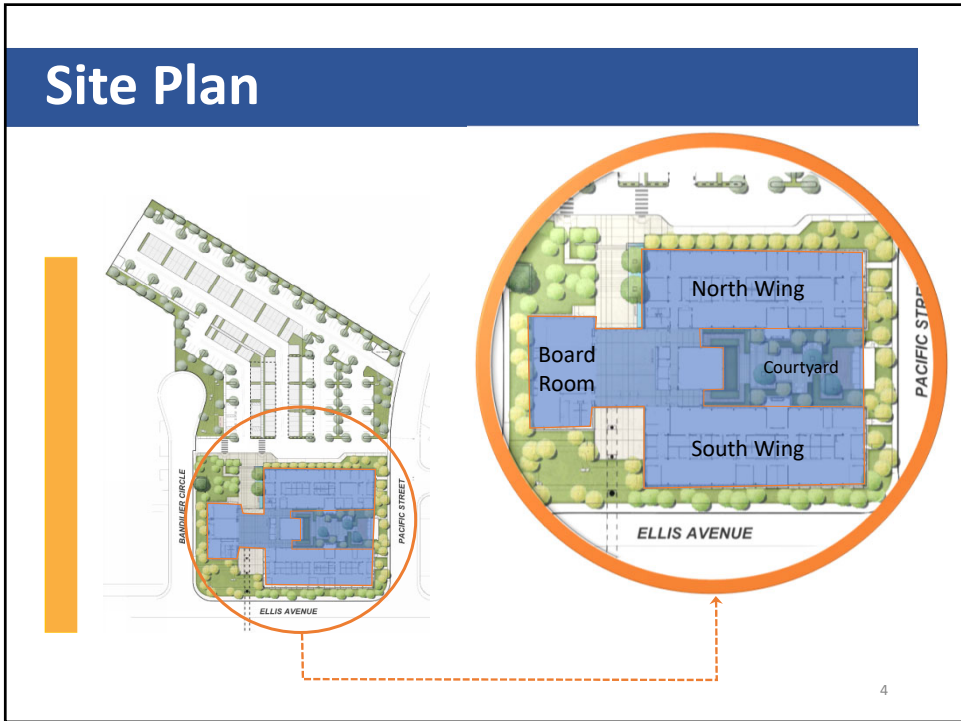 Site Plan
BANDILIER CIRCLE
PACIFIC STREET
ELLIS AVENUE
North Wing
Board
Room
Courtyard
South Wing
PACIFIC STRE
ELLIS AVENUE
4